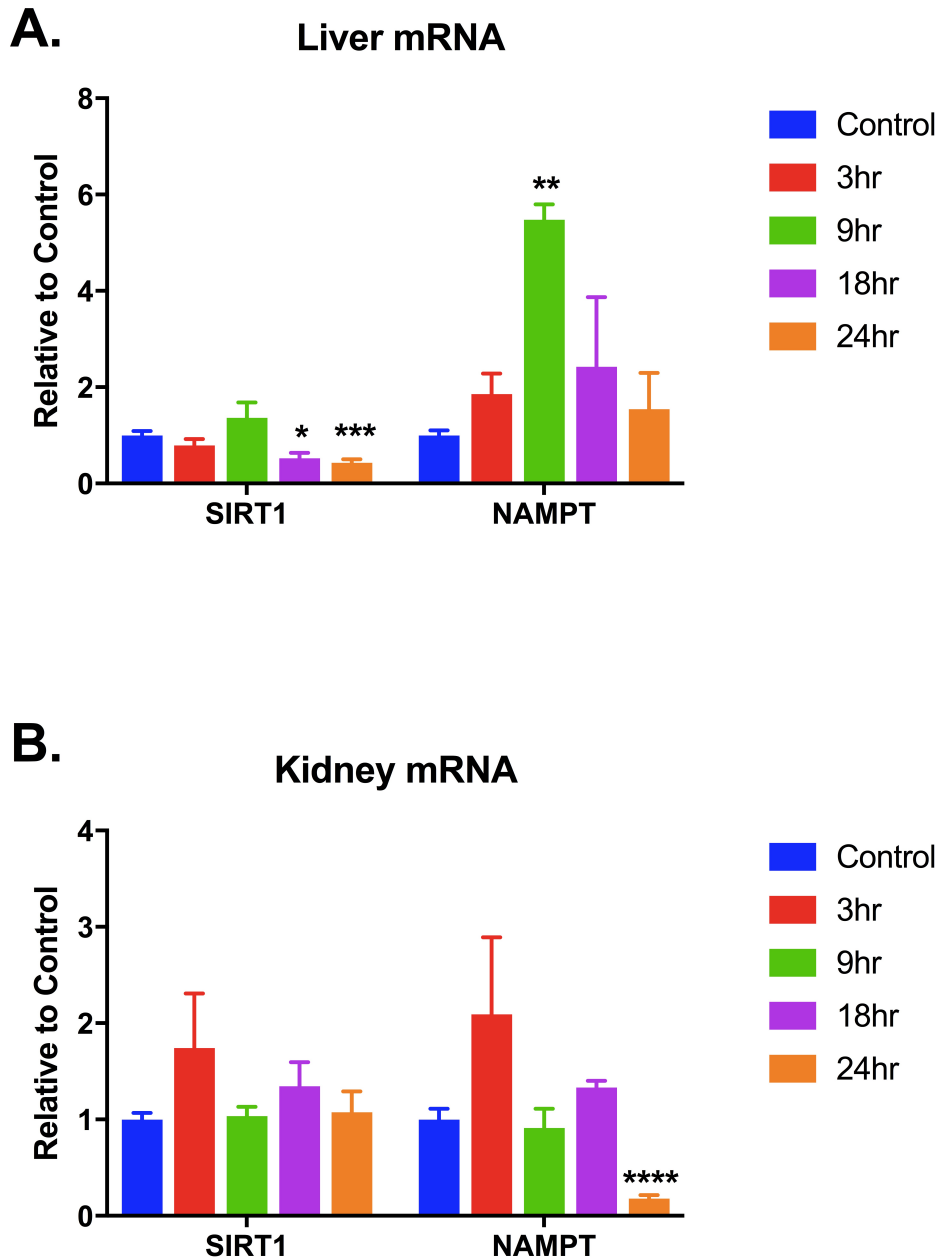 A.
Liver mRNA
Relative to Control
8
6
4
2
0
**
*
***
SIRT1
NAMPT
Control
3hr
9hr
18hr
24hr
B.
Kidney mRNA
Relative to Control
4
3
2
1
0
****
SIRT1
NAMPT
Control
3hr
9hr
18hr
24hr